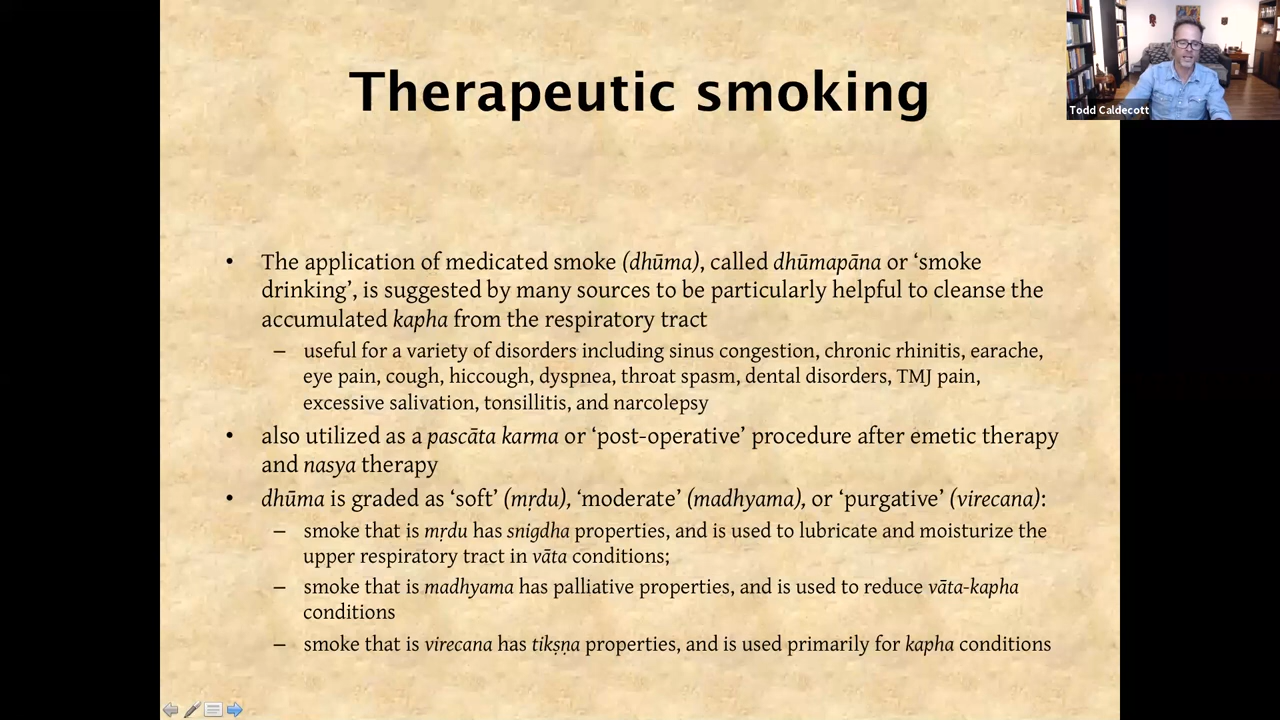 Therapeutic smoking
Todd Caldecott
• The application of medicated smoke (dhūma), called dhūmapāna or ‘smoke
drinking’, is suggested by many sources to be particularly helpful to cleanse the
accumulated kapha from the respiratory tract
– useful for a variety of disorders including sinus congestion, chronic rhinitis, earache,
eye pain, cough, hiccough, dyspnea, throat spasm, dental disorders, TMJ pain,
excessive salivation, tonsillitis, and narcolepsy
• also utilized as a pascāta karma or ‘post-operative’ procedure after emetic therapy
and nasya therapy
• dhūma is graded as ‘soft’ (mṛdu), ‘moderate’ (madhyama), or ‘purgative’ (virecana):
– smoke that is mṛdu has snigdha properties, and is used to lubricate and moisturize the
upper respiratory tract in vāta conditions;
– smoke that is madhyama has palliative properties, and is used to reduce vāta-kapha
conditions
– smoke that is virecana has tikṣṇa properties, and is used primarily for kapha conditions